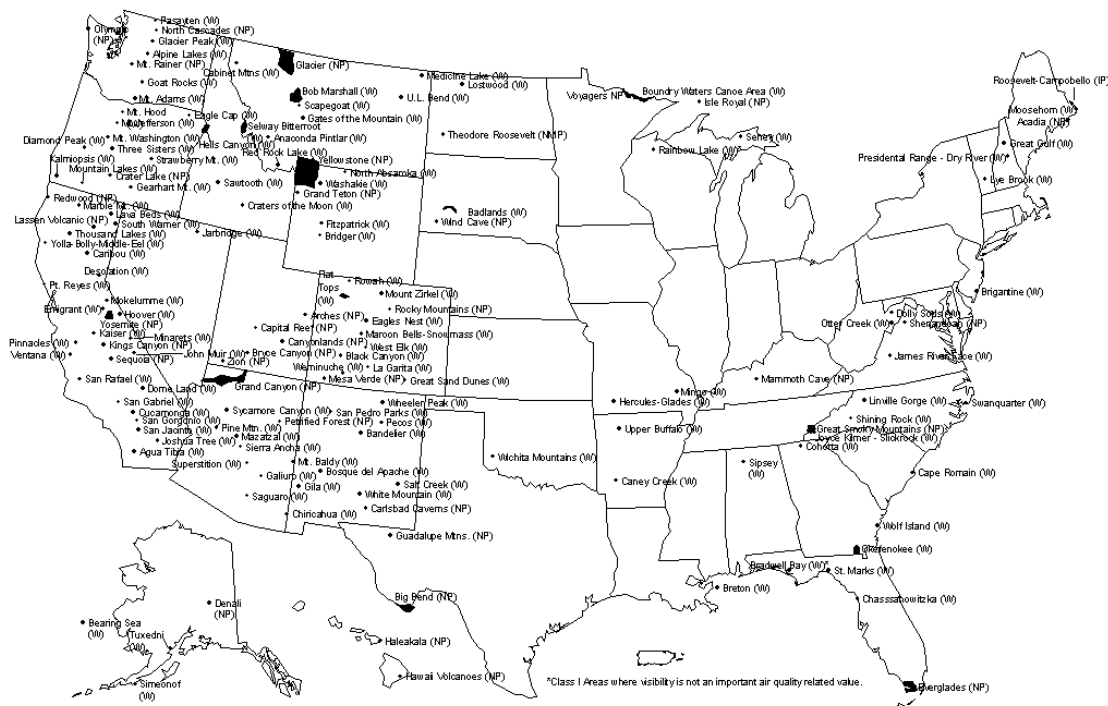 Pasayten (W)
Olympic
(NP)
North Cascades (NP)
Glacier Peak (W)
Alpine Lakes (W)
Mt. Rainer (NP)
Goat Rocks (W)
Mt. Adams (W)
Cabinet Mtns (W)
Glacier (NP)
Bob Marshall (W)
Scapegoat (W)
Gates of the Mountain (W)
Medicine Lake (W)
Lostwood (W)
U.L. Bend (W)
Voyagers NP
Boundry Waters Canoe Area (W)
Isle Royal (NP)
Roosevelt-Campobello (IP)
Moosehorn (W)
Acadia (NP)
Great Gulf (W)
Presidential Range - Dry River (W)
Lye Brook (W)
Mt. Hood
(W)
Mt. Jefferson (W)
Eagle Cap (W)
Selway Bitterroot
(W)
Anaconda Pintlar (W)
Theodore Roosevelt (NMP)
Seney (W)
Rainbow Lake (W)*
Diamond Peak (W)
Mt. Washington (W)
Hells Canyon (W)
Three Sisters (W)
Red Rock Lake (W)
Kalmiopsis (W)
Strawberry Mt. (W)
Yellowstone (NP)
Mountain Lakes (W)
Crater Lake (NP)
North Absaroka (W)
Gearhart Mt. (W)
Sawtooth (W)
Washakie (W)
Redwood (NP)
Grand Teton (NP)
Marble Mt. (W)
Craters of the Moon (W)
Lava Beds (W)
Badlands (W)
Lassen Volcanic (NP)
South Warner (W)
Wind Cave (NP)
Fitzpatrick (W)
Thousand Lakes (W)
Jarbridge (W)
Bridger (W)
Yolla-Bolly-Middle-Eel (W)
Caribou (W)
Desolation (W)
Flat
Tops
(W)
Rowah (W)
Pt. Reyes (W)
Mount Zirkel (W)
Brigantine (W)
Mokelumme (W)
Emigrant (W)
Hoover (W)
Arches (NP)
Rocky Mountains (NP)
Dolly Sods (W)
Yosemite (NP)
Eagles Nest (W)
Otter Creek (W)
Shenandoah (NP)
Kaiser (W)
Minarets (W)
Capital Reef (NP)
Maroon Bells-Snowmass (W)
Pinnacles (W)
Kings Canyon (NP)
Canyonlands (NP)
West Elk (W)
Ventana (W)
John Muir (W)
Bryce Canyon (NP)
Black Canyon (W)
James River Face (W)
Sequoia (NP)
Zion (NP)
Weminuche (W)
La Garita (W)
San Rafael (W)
Mesa Verde (NP)
Great Sand Dunes (W)
Mammoth Cave (NP)
Dome Land (W)
Grand Canyon (NP)
Mingo (W)
San Gabriel (W)
Wheeler Peak (W)
Hercules-Glades (W)
Linville Gorge (W)
Swanquarter (W)
Cucamonga (W)
Sycamore Canyon (W)
San Pedro Parks (W)
San Gorgonio (W)
Petrified Forest (NP)
Pecos (W)
Shining Rock (W)
San Jacinto (W)
Pine Mtn. (W)
Bandelier (W)
Upper Buffalo (W)
Great Smoky Mountains (NP)
Joshua Tree (W)
Mazatzal (W)
Joyce Kilmer - Slickrock (W)
Agua Tibia (W)
Sierra Ancha (W)
Cohotta (W)
Superstition (W)
Mt. Baldy (W)
Wichita Mountains (W)
Sipsey
(W)
Galiuro (W)
Bosque del Apache (W)
Cape Romain (W)
Gila (W)
Salt Creek (W)
Caney Creek (W)
Saguaro (W)
White Mountain (W)
Chiricahua (W)
Carlsbad Caverns (NP)
Wolf Island (W)
Guadalupe Mtns. (NP)
Okefenokee (W)
Bradwell Bay (W)*
St. Marks (W)
Breton (W)
Big Bend (NP)
Chasssahowitzka (W)
Denali
(NP)
Bearing Sea
(W)
Tuxedni
(W)
Haleakala (NP)
Simeonof
(W)
Hawaii Volcanoes (NP)
*Class I Areas where visibility is not an important air quality related value.
Everglades (NP)